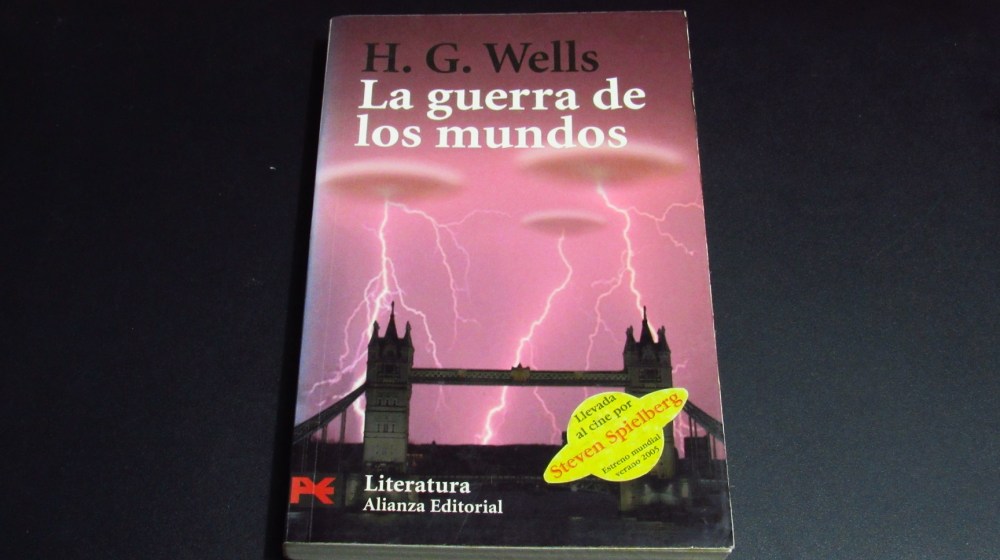 H. G. Wells
La guerra de
los mundos
Llevada
al cine por
Steven Spielberg
Estreno mundial
verano 2005
Literatura
Alianza Editorial